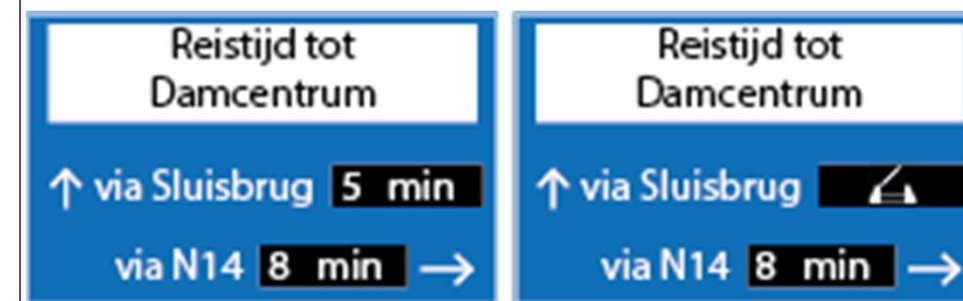 Reistijd tot
Damcentrum
↑ via Sluisbrug 5 min
via N14 8 min →
Reistijd tot
Damcentrum
↑ via Sluisbrug
via N14 8 min →